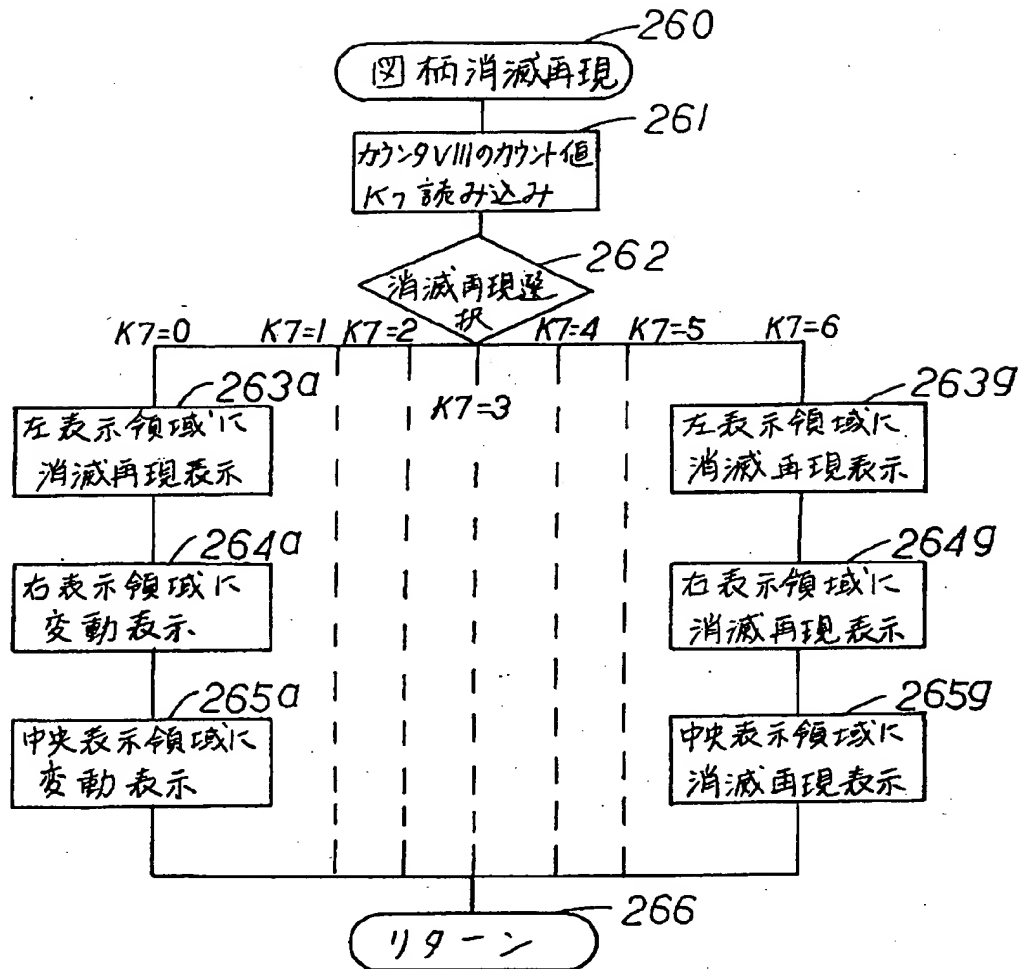 260
図柄消滅再現
261
カウンタVIIIのカウント値
K7読み込み
262
消滅再現選
択
K7=0
K7=1
K7=2
K7=3
K7=4
K7=5
K7=6
263a
左表示領域に
消滅再現表示
263g
左表示領域に
消滅再現表示
264a
右表示領域に
変動表示
264g
右表示領域に
消滅再現表示
265a
中央表示領域に
変動表示
265g
中央表示領域に
消滅再現表示
266
リターン